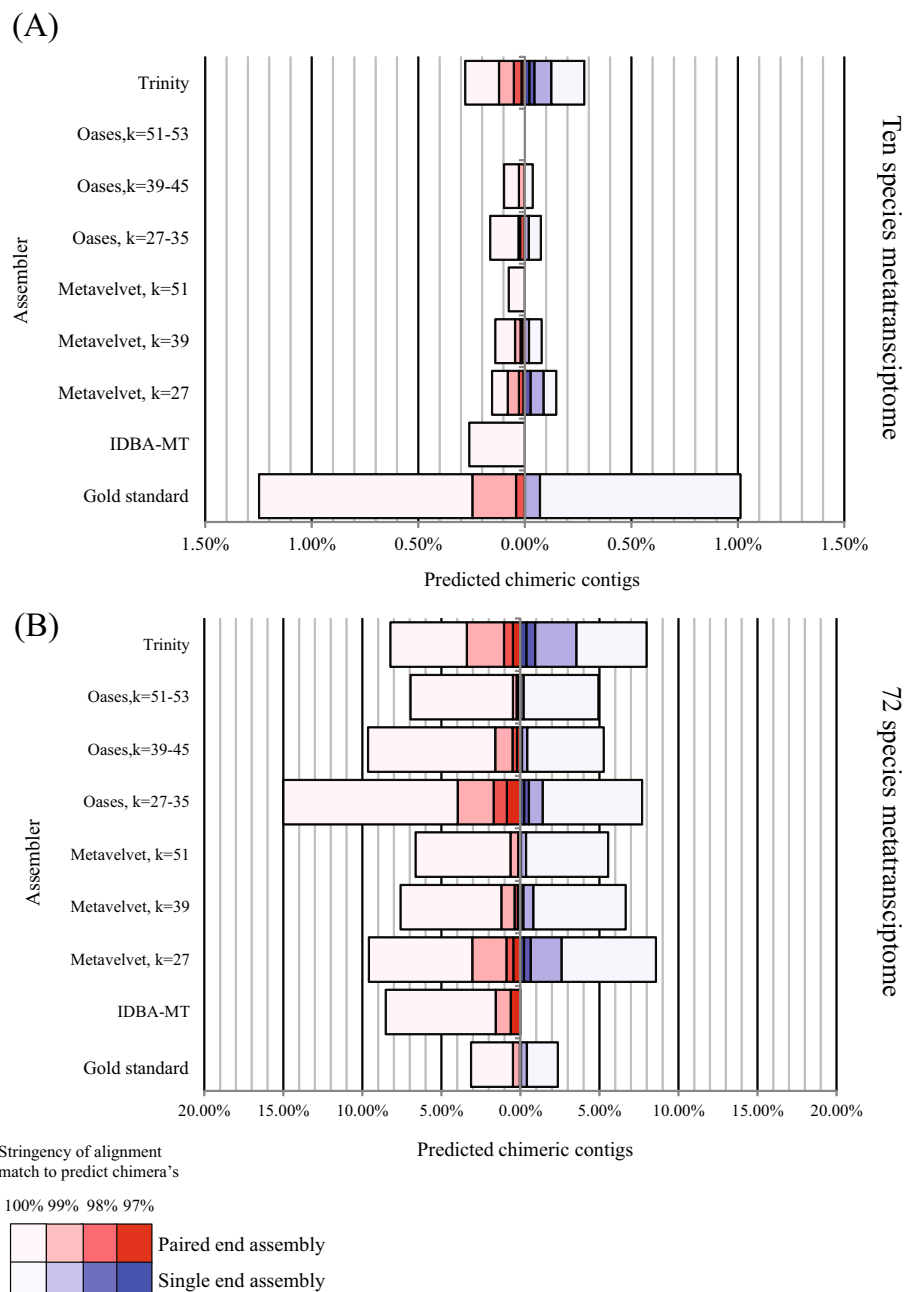 (A)
Trinity
Oases,k=51-53
Oases,k=39-45
Oases, k=27-35
Metavelvet, k=51
Metavelvet, k=39
Metavelvet, k=27
IDBA-MT
Gold standard
Assembler
1.50% 1.00% 0.50% 0.00% 0.50% 1.00% 1.50%
Predicted chimeric contigs
Ten species metatransciptome
(B)
Trinity
Oases,k=51-53
Oases,k=39-45
Oases, k=27-35
Metavelvet, k=51
Metavelvet, k=39
Metavelvet, k=27
IDBA-MT
Gold standard
Assembler
20.00% 15.00% 10.00% 5.00% 0.00% 5.00% 10.00% 15.00% 20.00%
Predicted chimeric contigs
72 species metatransciptome
Stringency of alignment
match to predict chimera's
100% 99% 98% 97%
Paired end assembly
Single end assembly